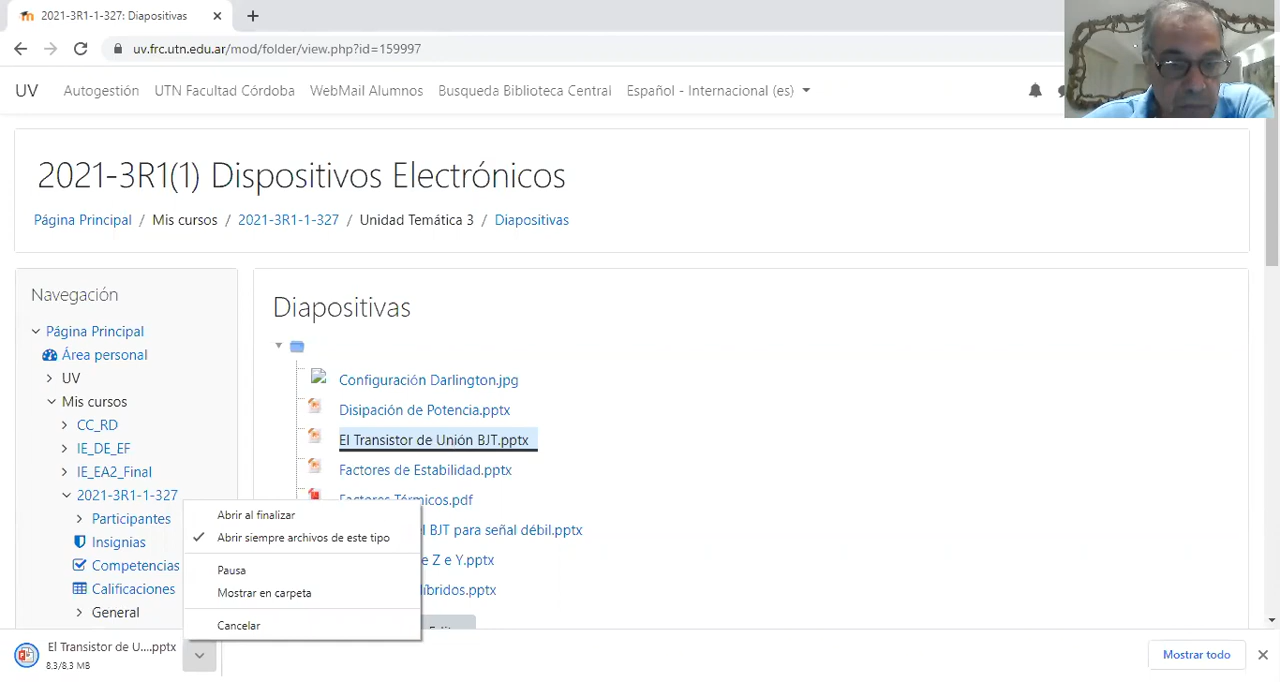 2021-3R1-1-327: Diapositivas
uv.frc.utn.edu.ar/mod/folder/view.php?id=159997
UV Autogestión UTN Facultad Córdoba WebMail Alumnos Busqueda Biblioteca Central Español - Internacional (es)
2021-3R1(1) Dispositivos Electrónicos
Página Principal / Mis cursos / 2021-3R1-1-327 / Unidad Temática 3 / Diapositivas
Navegación
Página Principal
Área personal
UV
Mis cursos
CC_RD
IE_DE_EF
IE_EA2_Final
2021-3R1-1-327
Participantes
Insignias
Competencias
Calificaciones
General
Diapositivas
Configuración Darlington.jpg
Disipación de Potencia.pptx
El Transistor de Unión BJT.pptx
Factores de Estabilidad.pptx
Factores Térmicos.pdf
BJT para señal débil.pptx
Z e Y.pptx
Abrir al finalizar
Abrir siempre archivos de este tipo
Pausa
Mostrar en carpeta
Cancelar
El Transistor de U....pptx
8.3/8.3 MB
Mostrar todo